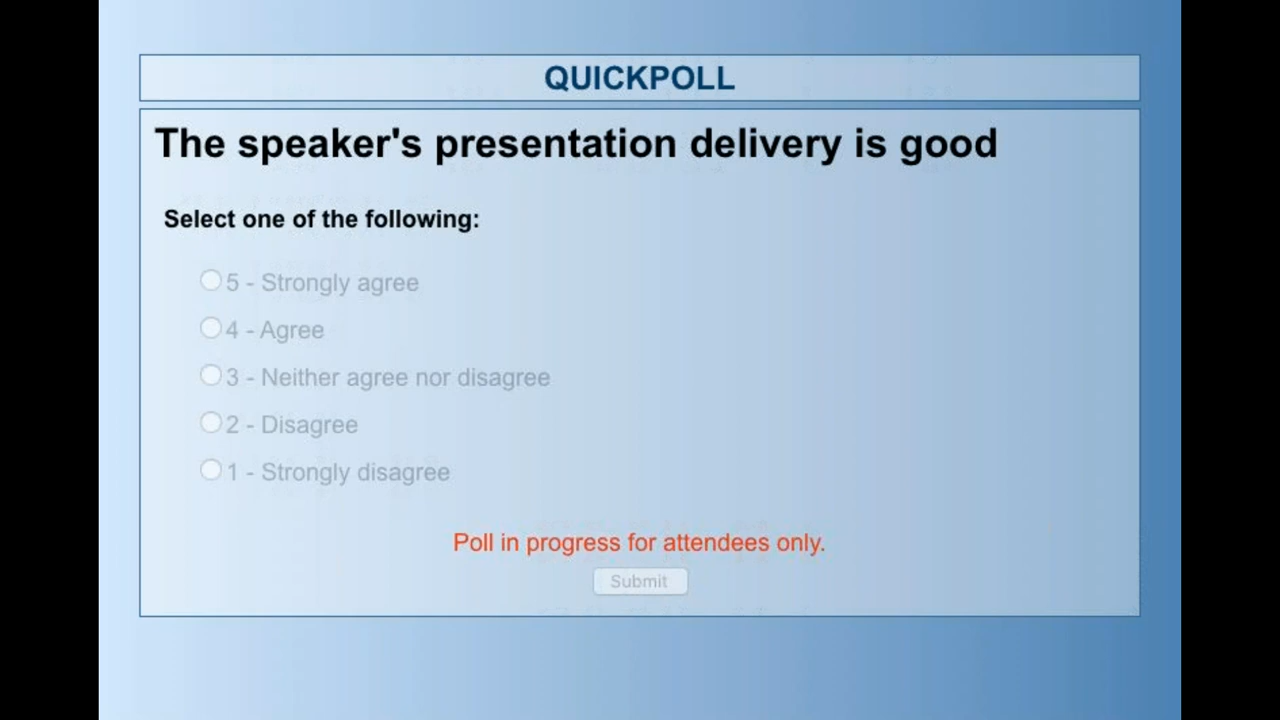 QUICKPOLL
The speaker's presentation delivery is good
Select one of the following:
5 - Strongly agree
4 - Agree
3 - Neither agree nor disagree
2 - Disagree
1 - Strongly disagree
Poll in progress for attendees only.
Submit